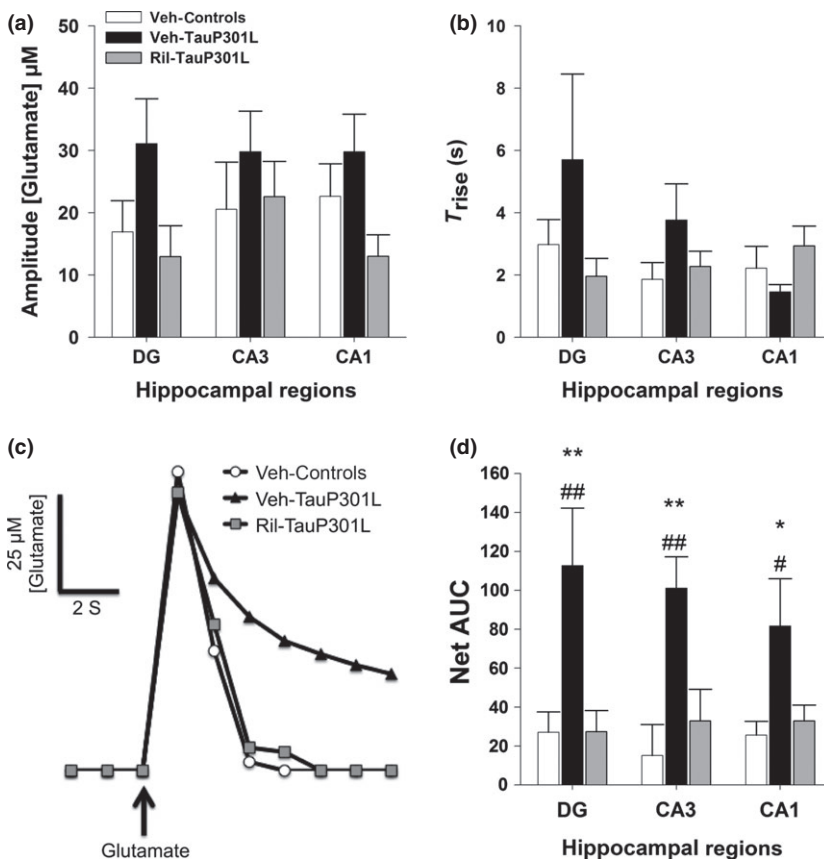 (a)
Veh-Controls
Veh-TauP301L
Ril-TauP301L
Amplitude [Glutamate] µM
50
40
30
20
10
0
DG CA3 CA1
Hippocampal regions
(b)
Trise (s)
10
8
6
4
2
0
DG CA3 CA1
Hippocampal regions
(c)
Veh-Controls
Veh-TauP301L
Ril-TauP301L
25 µM
[Glutamate]
2 S
Glutamate
(d)
Net AUC
160
140
120
100
80
60
40
20
0
** ** *
## ## #
DG CA3 CA1
Hippocampal regions